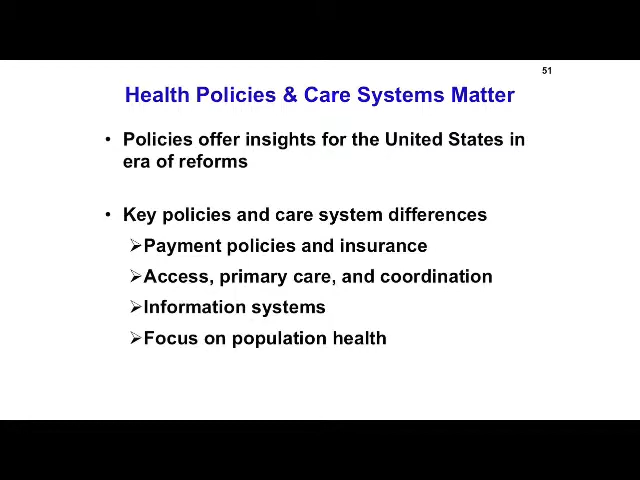 51
Health Policies & Care Systems Matter
• Policies offer insights for the United States in
era of reforms
• Key policies and care system differences
➢Payment policies and insurance
➢Access, primary care, and coordination
➢Information systems
➢Focus on population health